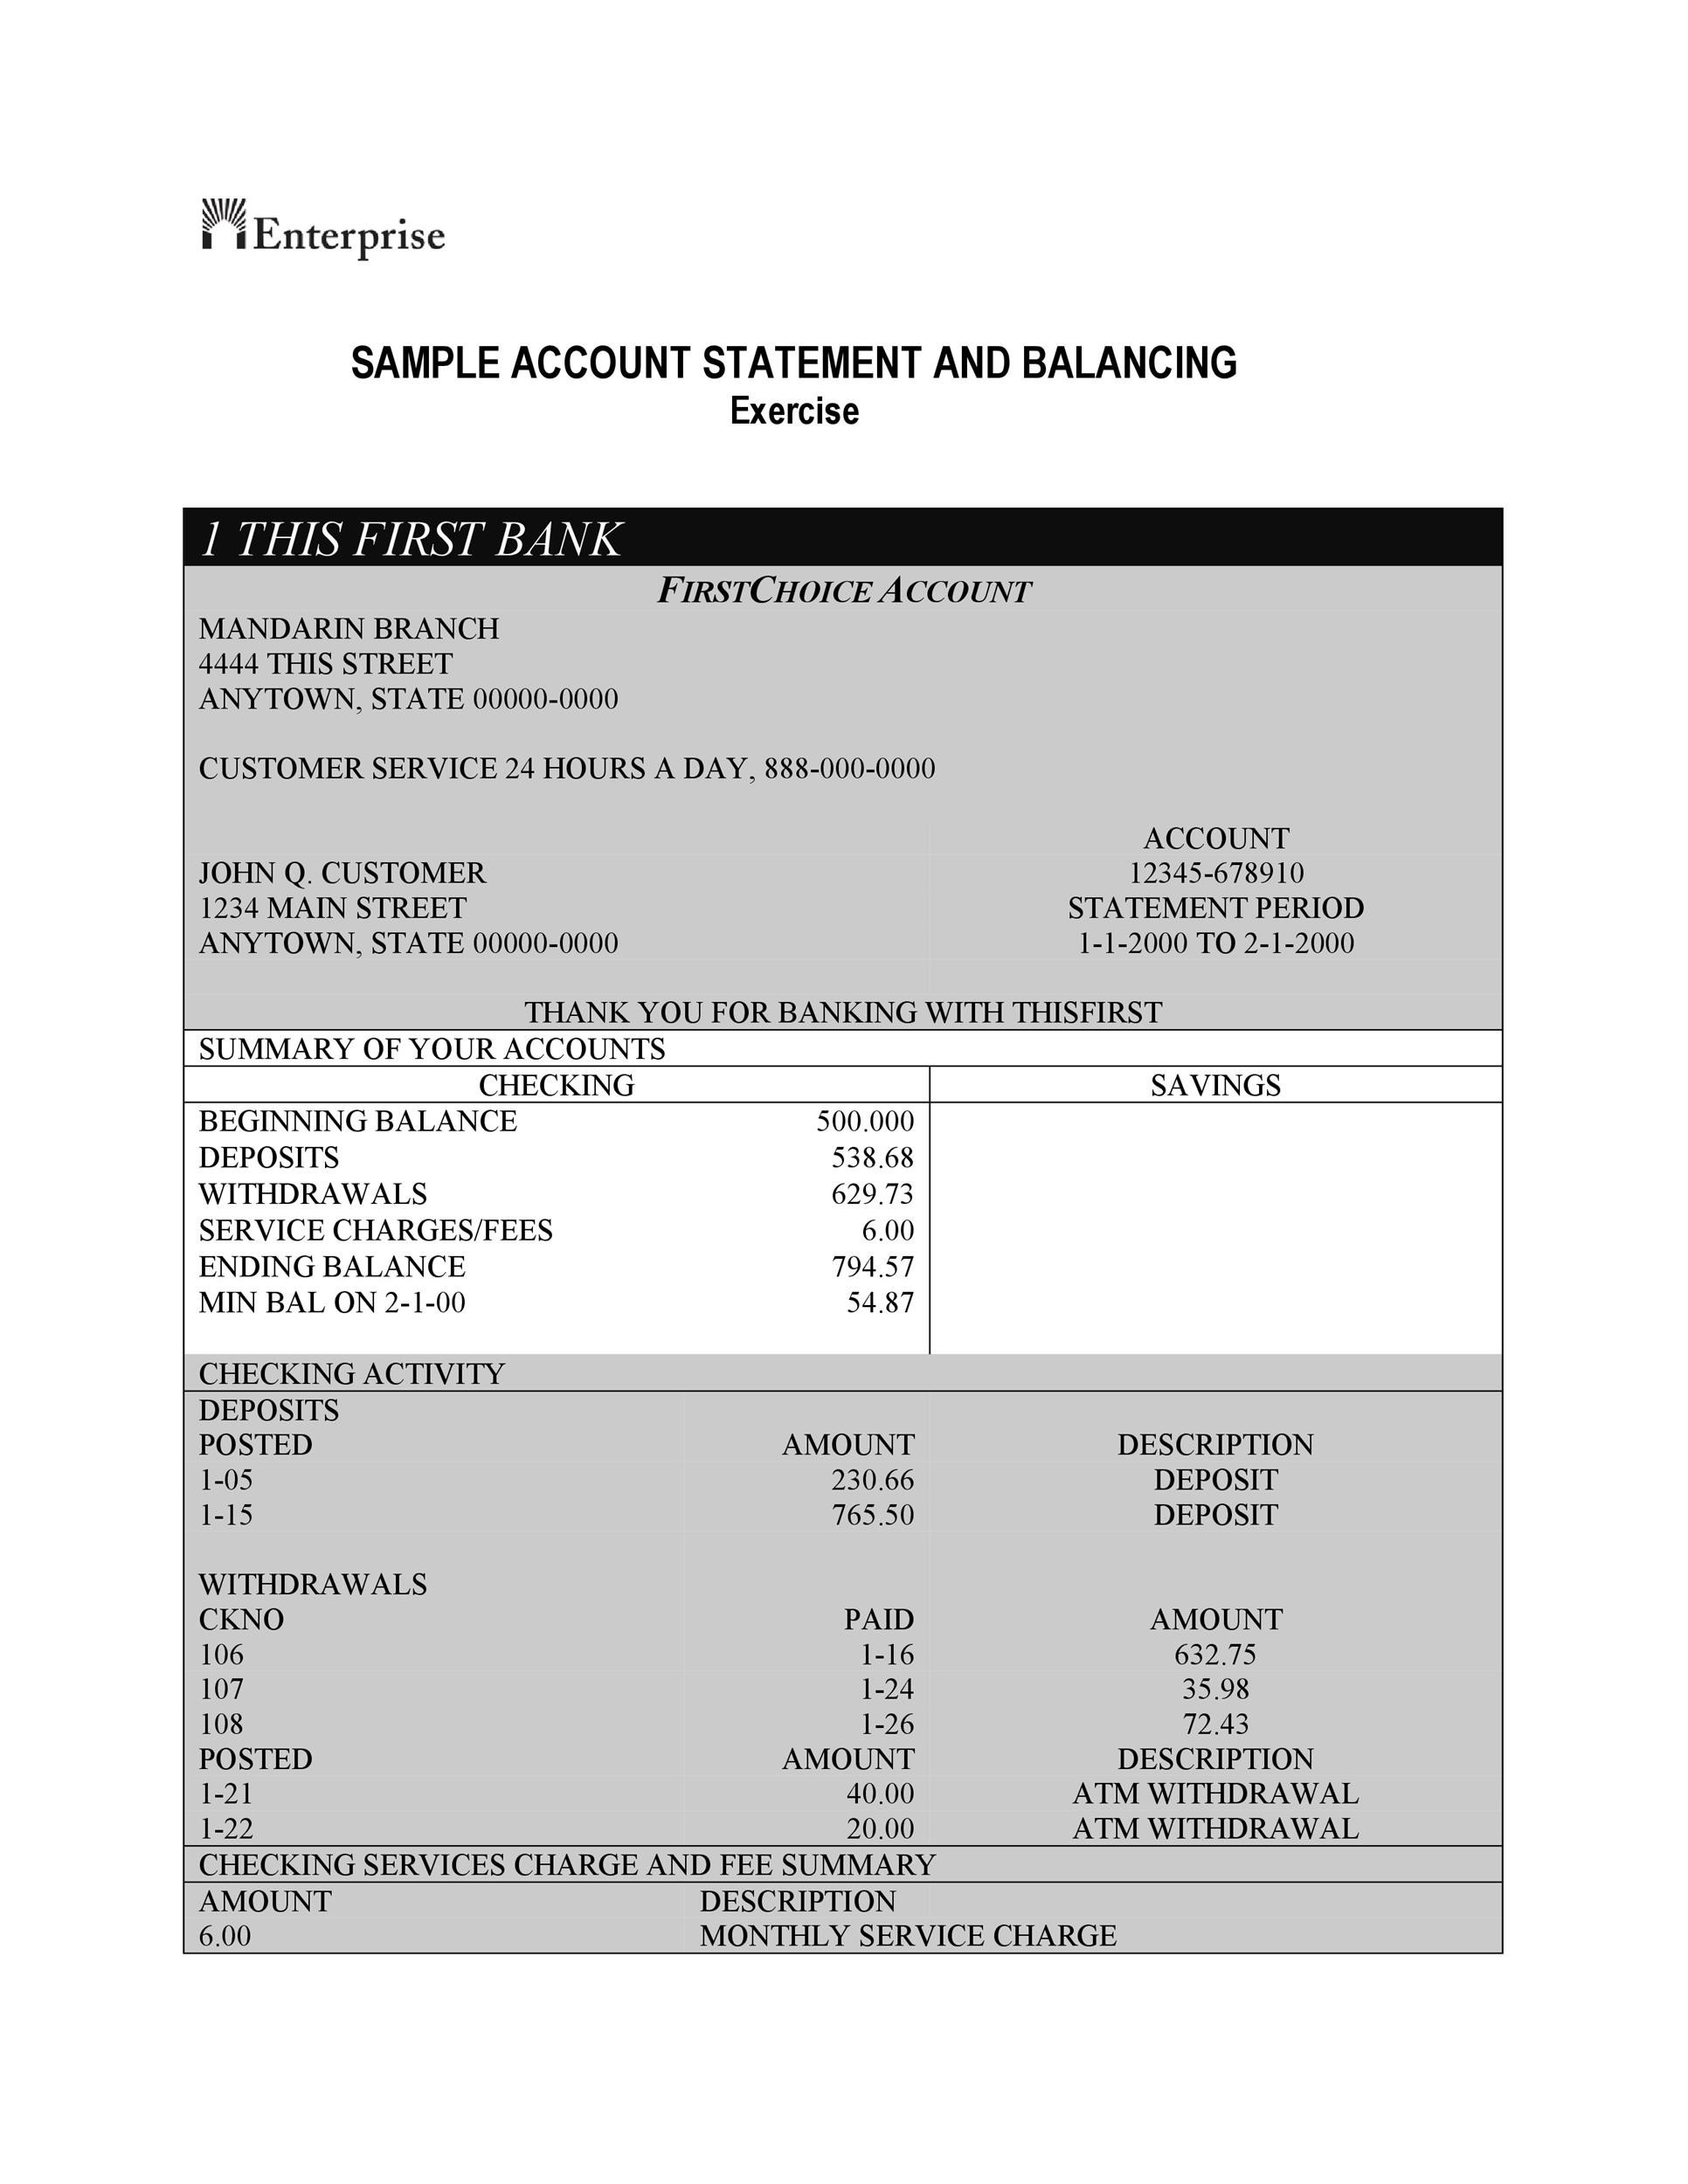 Enterprise
SAMPLE ACCOUNT STATEMENT AND BALANCING
Exercise
1 THIS FIRST BANK
FIRSTCHOICE ACCOUNT
MANDARIN BRANCH
4444 THIS STREET
ANYTOWN, STATE 00000-0000
CUSTOMER SERVICE 24 HOURS A DAY, 888-000-0000
ACCOUNT
JOHN Q. CUSTOMER 12345-678910
1234 MAIN STREET STATEMENT PERIOD
ANYTOWN, STATE 00000-0000 1-1-2000 TO 2-1-2000
THANK YOU FOR BANKING WITH THISFIRST
SUMMARY OF YOUR ACCOUNTS
CHECKING SAVINGS
BEGINNING BALANCE 500.000
DEPOSITS 538.68
WITHDRAWALS 629.73
SERVICE CHARGES/FEES 6.00
ENDING BALANCE 794.57
MIN BAL ON 2-1-00 54.87
CHECKING ACTIVITY
DEPOSITS
POSTED AMOUNT DESCRIPTION
1-05 230.66 DEPOSIT
1-15 765.50 DEPOSIT
WITHDRAWALS
CKNO PAID AMOUNT
106 1-16 632.75
107 1-24 35.98
108 1-26 72.43
POSTED AMOUNT DESCRIPTION
1-21 40.00 ATM WITHDRAWAL
1-22 20.00 ATM WITHDRAWAL
CHECKING SERVICES CHARGE AND FEE SUMMARY
AMOUNT DESCRIPTION
6.00 MONTHLY SERVICE CHARGE